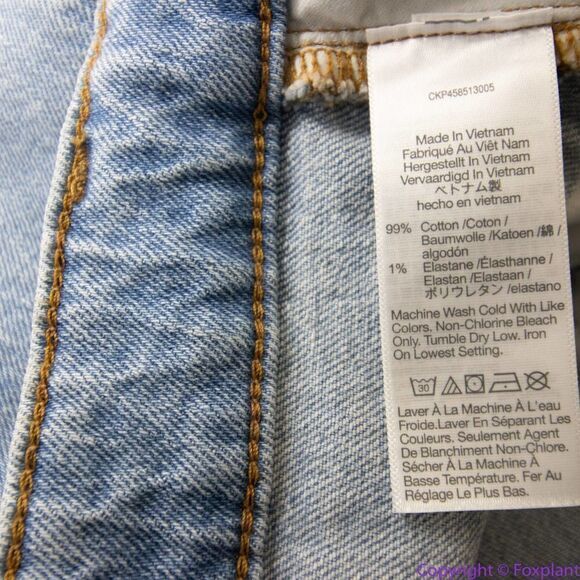 CKP458513005
Made In Vietnam
Fabriqué Au Viêt Nam
Hergestellt In Vietnam
Vervaardigd In Vietnam
ベトナム製
hecho en vietnam
99% Cotton /Coton /
Baumwolle /Katoen /綿 /
algodón
1% Elastane /Élasthanne /
Elastan /Elastaan /
ポリウレタン /elastano
Machine Wash Cold With Like
Colors. Non-Chlorine Bleach
Only. Tumble Dry Low. Iron
On Lowest Setting.
30
Laver À La Machine À L'eau
Froide.Laver En Séparant Les
Couleurs. Seulement Agent
De Blanchiment Non-Chlore.
Sécher À La Machine À
Basse Température. Fer Au
Réglage Le Plus Bas.
Copyright © Foxplant